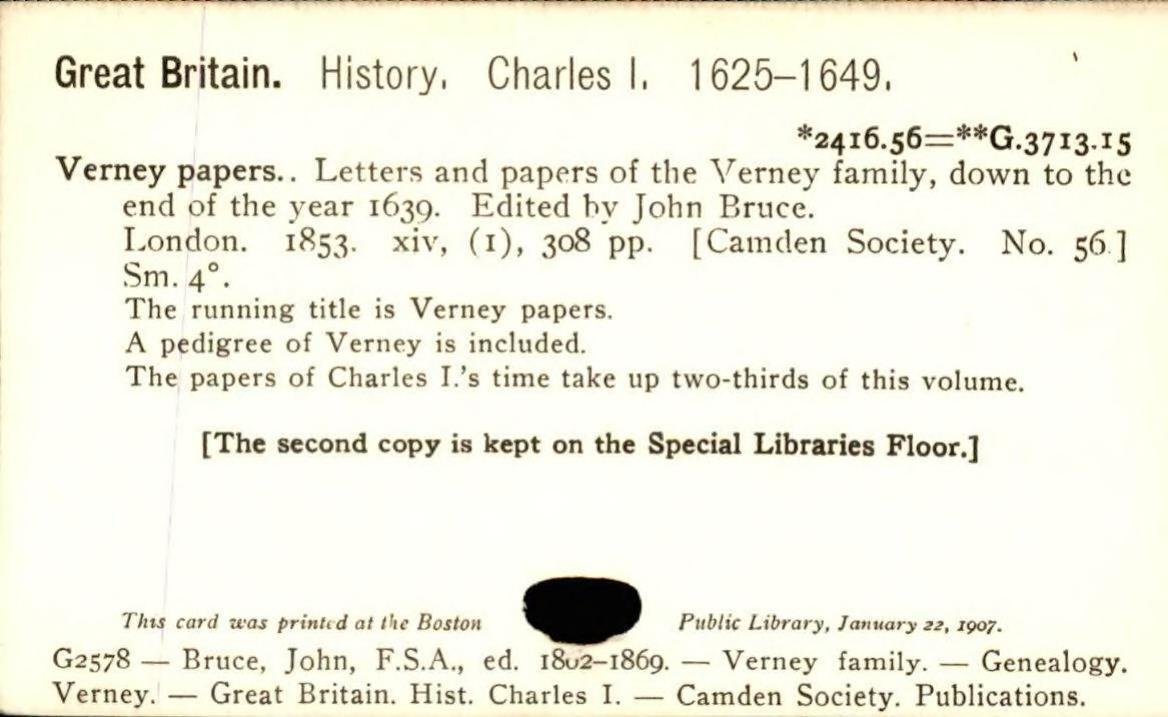 Great Britain. History. Charles I. 1625–1649.
*2416.56=**G.3713.15
Verney papers.. Letters and papers of the Verney family, down to the
end of the year 1639. Edited by John Bruce.
London. 1853. xiv, (1), 308 pp. [Camden Society. No. 56.]
Sm. 4°.
The running title is Verney papers.
A pedigree of Verney is included.
The papers of Charles I.'s time take up two-thirds of this volume.
[The second copy is kept on the Special Libraries Floor.]
This card was printed at the Boston Public Library, January 22, 1907.
G2578 — Bruce, John, F.S.A., ed. 1802–1869. — Verney family. — Genealogy.
Verney. — Great Britain. Hist. Charles I. — Camden Society. Publications.